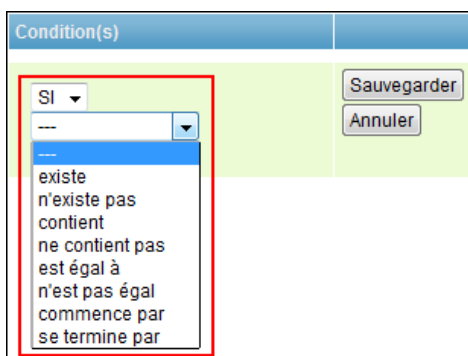 Condition(s)
SI
---
---
existe
n'existe pas
contient
ne contient pas
est égal à
n'est pas égal
commence par
se termine par
Sauvegarder
Annuler